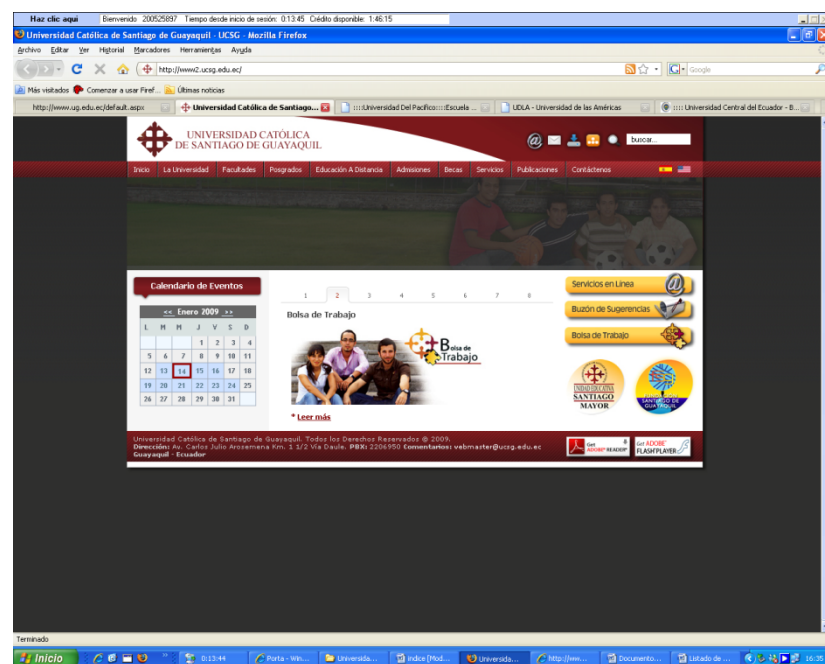 Haz clic aqui Bienvenido 200525897 Tiempo desde inicio de sesión: 0:13:45 Crédito disponible: 1:46:15
Universidad Católica de Santiago de Guayaquil - UCSG - Mozilla Firefox
Archivo Editar Ver Historial Marcadores Herramientas Ayuda
http://www2.ucsg.edu.ec/ Google
Más visitados Comenzar a usar Firef... Últimas noticias
http://www.ug.edu.ec/default.aspx Universidad Católica de Santiago... ::::Universidad Del Pacifico::::Escuela ... UDLA - Universidad de las Américas :::: Universidad Central del Ecuador - B...
UNIVERSIDAD CATÓLICA
DE SANTIAGO DE GUAYAQUIL
buscar...
Inicio La Universidad Facultades Posgrados Educación A Distancia Admisiones Becas Servicios Publicaciones Contáctenos
Calendario de Eventos
<< Enero 2009 >>
L M M J V S D
1 2 3 4
5 6 7 8 9 10 11
12 13 14 15 16 17 18
19 20 21 22 23 24 25
26 27 28 29 30 31
1 2 3 4 5 6 7 8
Bolsa de Trabajo
Bolsa de
Trabajo
* Leer más
Servicios en Linea
Buzón de Sugerencias
Bolsa de Trabajo
UNIDAD EDUCATIVA
SANTIAGO
MAYOR
SANTIAGO DE
GUAYAQUIL
Universidad Católica de Santiago de Guayaquil. Todos los Derechos Reservados @ 2009.
Dirección: Av. Carlos Julio Arosemena Km. 1 1/2 Vía Daule. PBX: 2206950 Comentarios: webmaster@ucsg.edu.ec
Guayaquil - Ecuador
Get ADOBE® READER®
Get ADOBE® FLASH® PLAYER
Terminado
Inicio 0:13:44 Porta - Win... Universida... indice [Mod... Universida... http://ww... Documento... Listado de ... 16:35